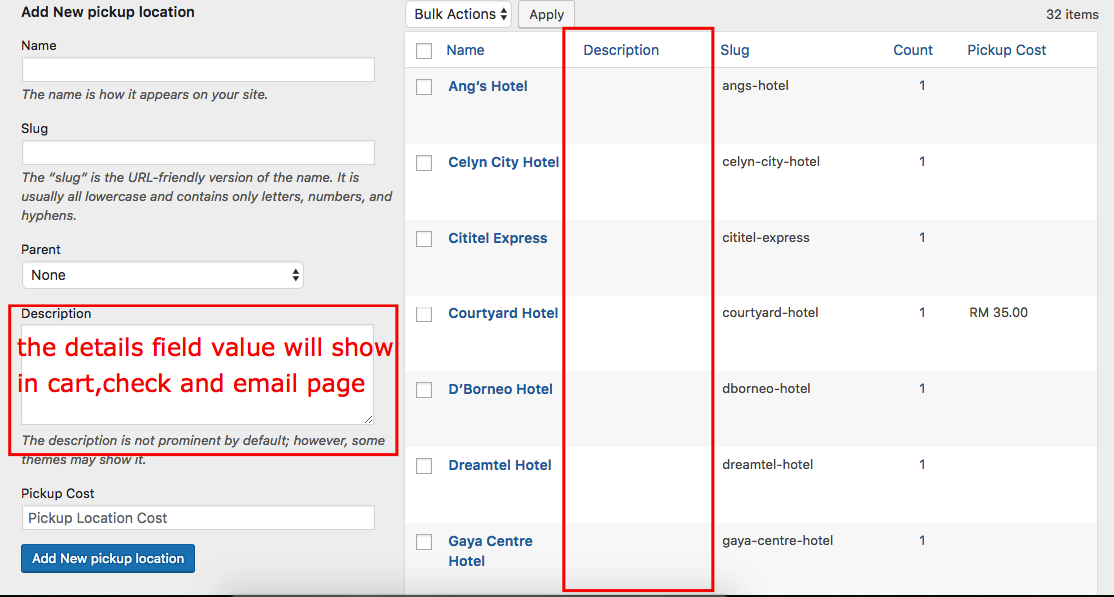 Add New pickup location
Name
The name is how it appears on your site.
Slug
The “slug” is the URL-friendly version of the name. It is
usually all lowercase and contains only letters, numbers, and
hyphens.
Parent
None
Description
the details field value will show
in cart,check and email page
The description is not prominent by default; however, some
themes may show it.
Pickup Cost
Pickup Location Cost
Add New pickup location
Bulk Actions Apply 32 items
Name Description Slug Count Pickup Cost
Ang’s Hotel angs-hotel 1
Celyn City Hotel celyn-city-hotel 1
Cititel Express cititel-express 1
Courtyard Hotel courtyard-hotel 1 RM 35.00
D’Borneo Hotel dborneo-hotel 1
Dreamtel Hotel dreamtel-hotel 1
Gaya Centre gaya-centre-hotel 1
Hotel